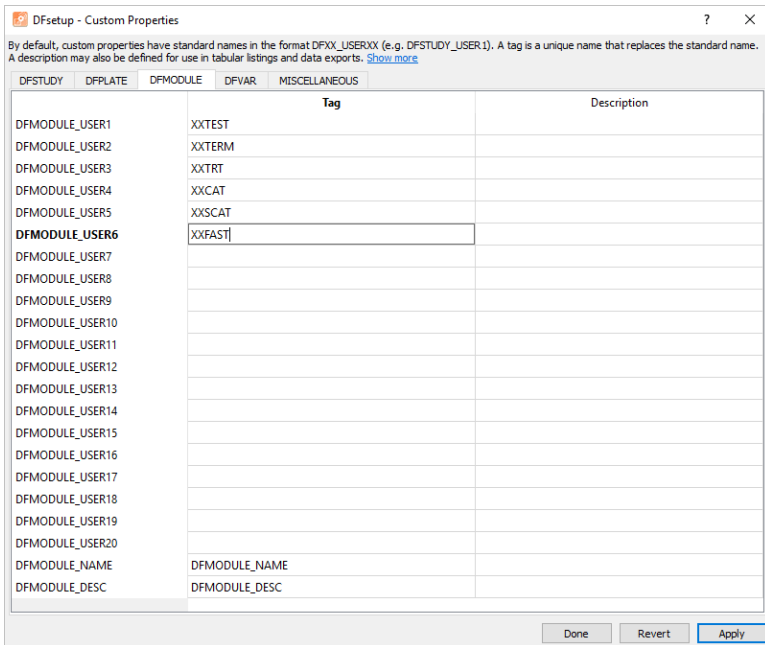 DFsetup - Custom Properties ? ×
By default, custom properties have standard names in the format DFXX_USERXX (e.g. DFSTUDY_USER1). A tag is a unique name that replaces the standard name.
A description may also be defined for use in tabular listings and data exports. Show more
DFSTUDY DFPLATE DFMODULE DFVAR MISCELLANEOUS
Tag Description
DFMODULE_USER1 XXTEST
DFMODULE_USER2 XXTERM
DFMODULE_USER3 XXTRT
DFMODULE_USER4 XXCAT
DFMODULE_USER5 XXSCAT
DFMODULE_USER6 XXFAST
DFMODULE_USER7
DFMODULE_USER8
DFMODULE_USER9
DFMODULE_USER10
DFMODULE_USER11
DFMODULE_USER12
DFMODULE_USER13
DFMODULE_USER14
DFMODULE_USER15
DFMODULE_USER16
DFMODULE_USER17
DFMODULE_USER18
DFMODULE_USER19
DFMODULE_USER20
DFMODULE_NAME DFMODULE_NAME
DFMODULE_DESC DFMODULE_DESC
Done Revert Apply